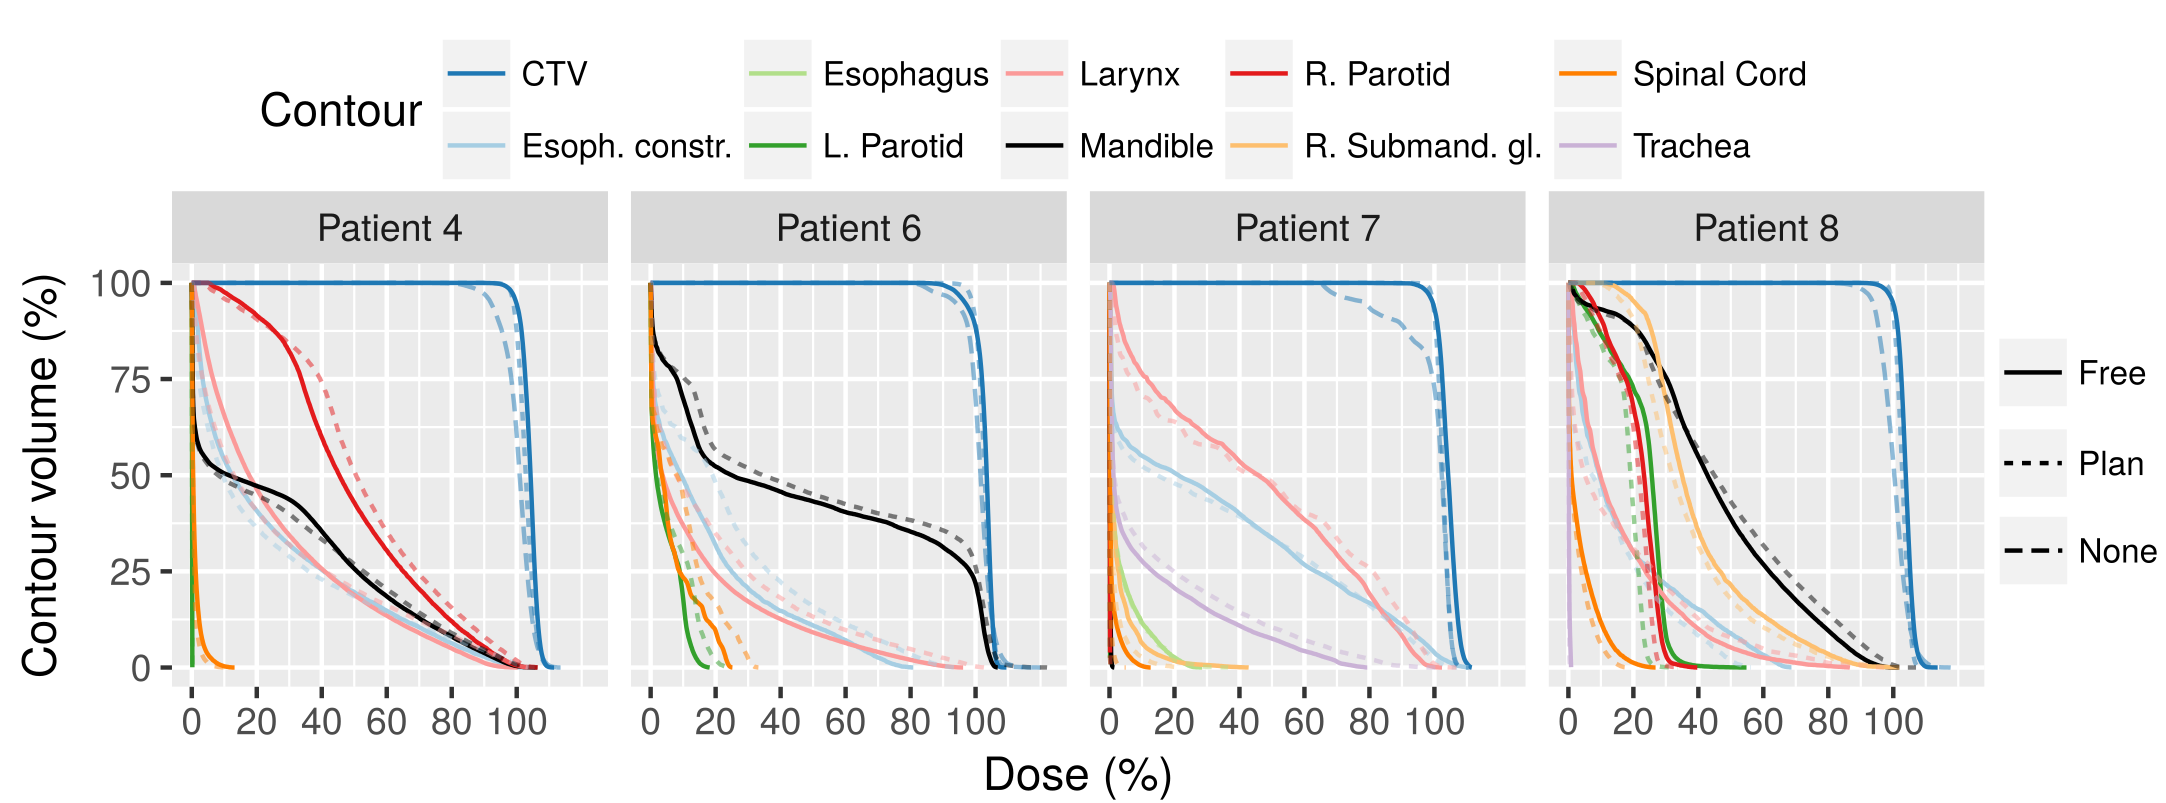 Contour
CTV Esophagus Larynx R. Parotid Spinal Cord
Esoph. constr. L. Parotid Mandible R. Submand. gl. Trachea
Patient 4 Patient 6 Patient 7 Patient 8
Contour volume (%)
100
75
50
25
0
Free
Plan
None
0 20 40 60 80 100 0 20 40 60 80 100 0 20 40 60 80 100 0 20 40 60 80 100
Dose (%)